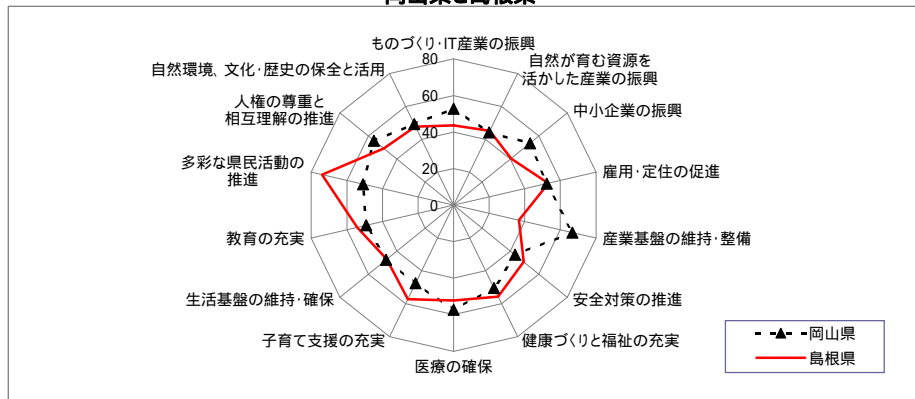 岡山県と島根県
ものづくり・IT産業の振興
自然が育む資源を
活かした産業の振興
中小企業の振興
雇用・定住の促進
産業基盤の維持・整備
安全対策の推進
健康づくりと福祉の充実
医療の確保
子育て支援の充実
生活基盤の維持・確保
教育の充実
多彩な県民活動の
推進
人権の尊重と
相互理解の推進
自然環境、文化・歴史の保全と活用
80
60
40
20
0
岡山県
島根県